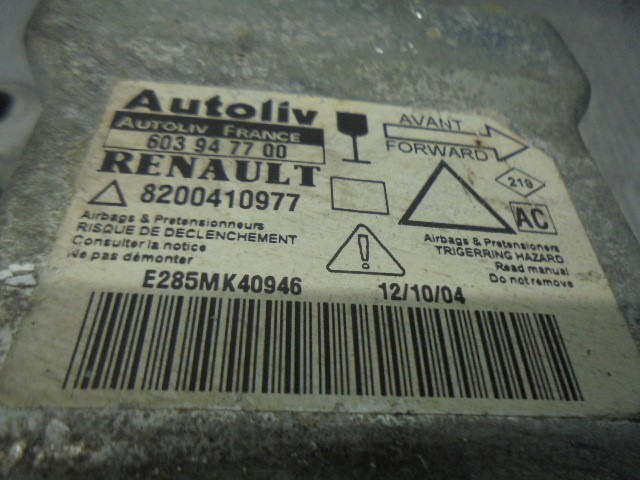 Autoliv
AUTOLIV FRANCE
603 94 77 00
RENAULT
8200410977
Airbags & Pretensionneurs
RISQUE DE DECLENCHEMENT
Consulter la notice
Ne pas démonter
AVANT
FORWARD
219
AC
Airbags & Pretensioners
TRIGERRING HAZARD
Read manual
Do not remove
E285MK40946
12/10/04